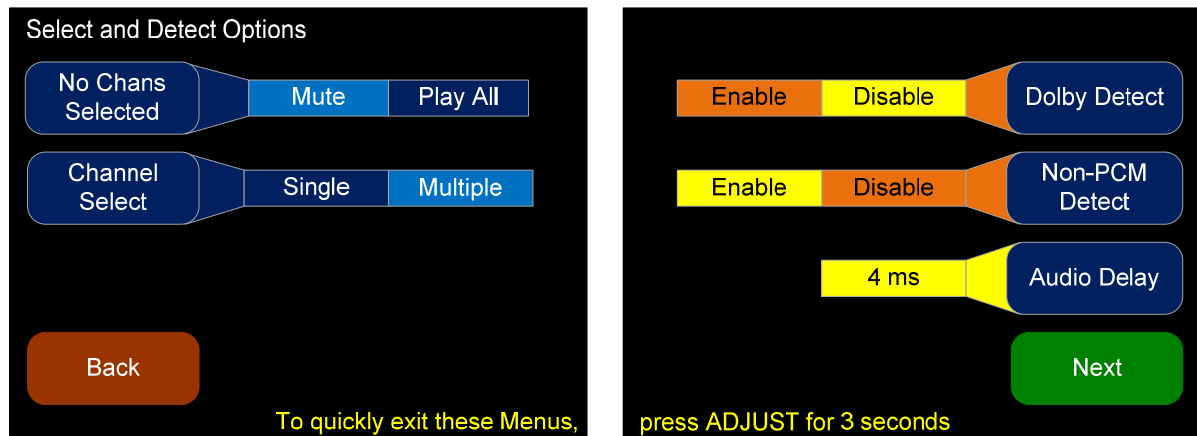 Select and Detect Options
No Chans
Selected
Mute
Play All
Channel
Select
Single
Multiple
Back
To quickly exit these Menus,
Enable
Disable
Dolby Detect
Enable
Disable
Non-PCM
Detect
4 ms
Audio Delay
Next
press ADJUST for 3 seconds